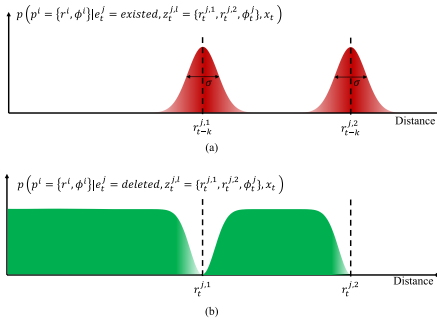 p(p^i = {r^i, ϕ^i}|e_t^j = existed, z_t^{j,l} = {r_t^{j,1}, r_t^{j,2}, ϕ_t^j}, x_t)
σ σ
r_{t-k}^{j,1} r_{t-k}^{j,2} Distance
(a)
p(p^i = {r^i, ϕ^i}|e_t^j = deleted, z_t^{j,l} = {r_t^{j,1}, r_t^{j,2}, ϕ_t^j}, x_t)
Distance
r_t^{j,1} r_t^{j,2}
(b)